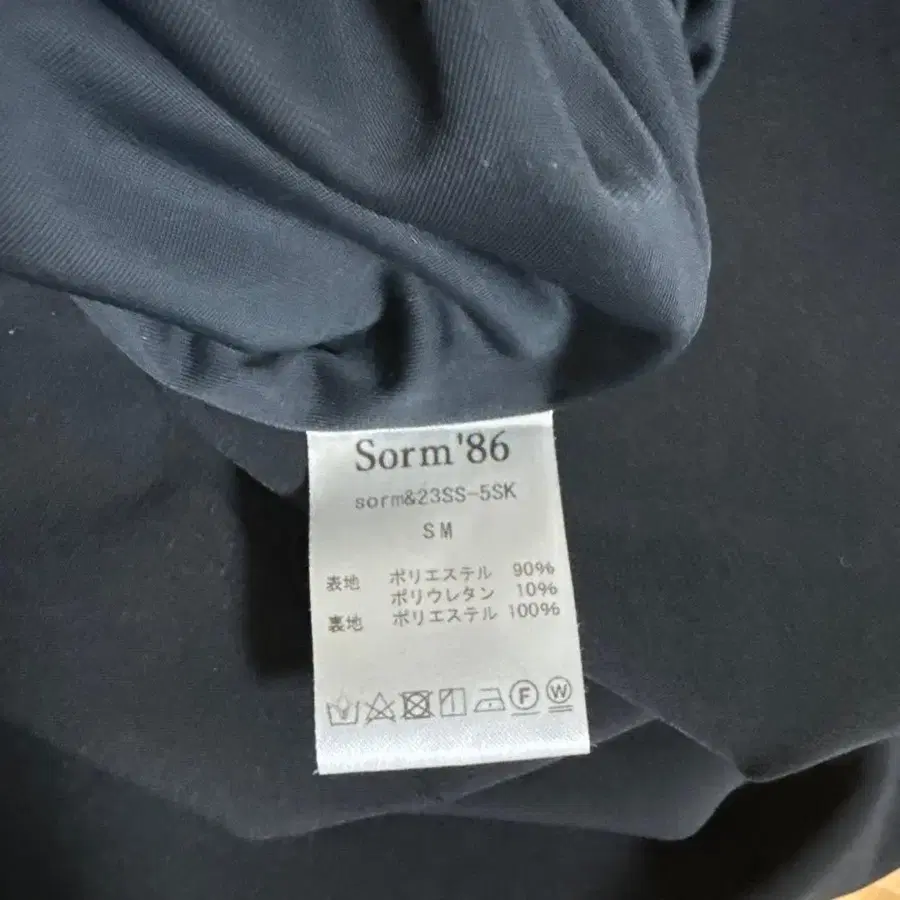 Sorm'86
sorm&23SS-5SK
SM
表地 ポリエステル 90%
ポリウレタン 10%
裏地 ポリエステル 100%
F W